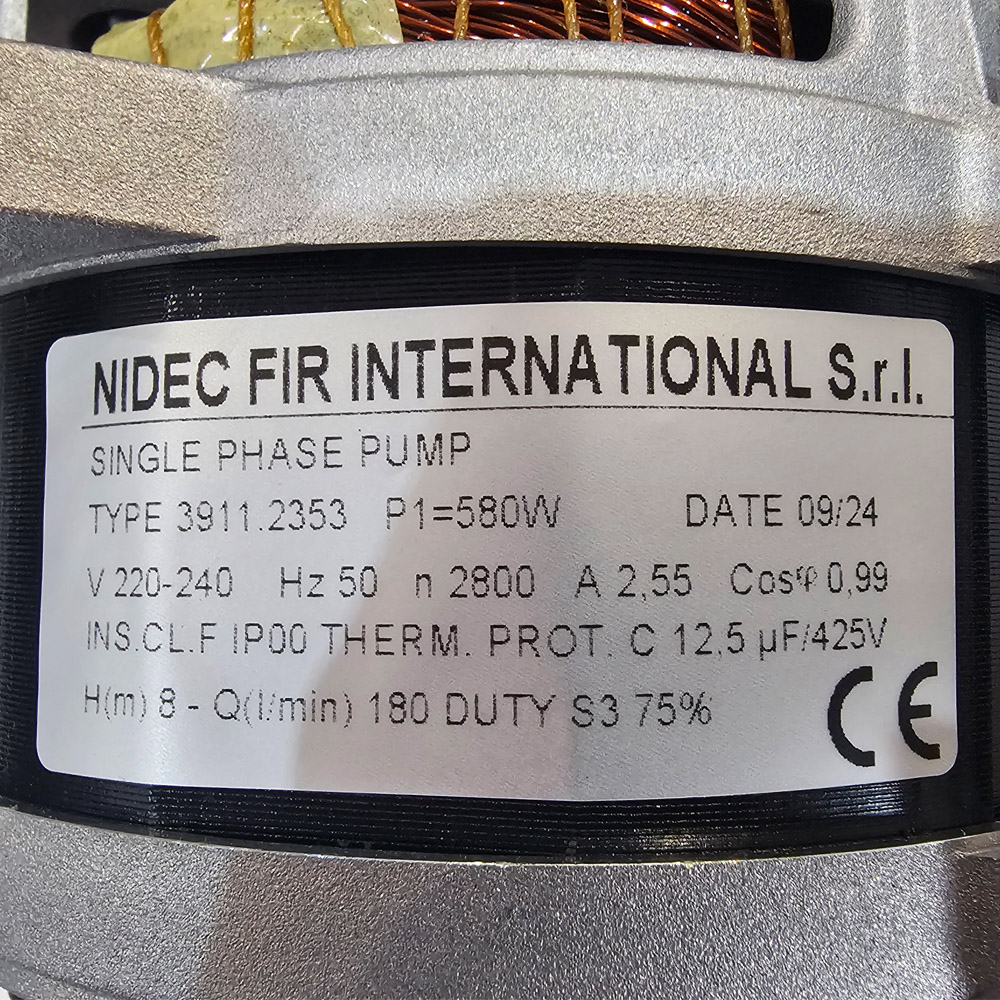 NIDEC FIR INTERNATIONAL S.r.l.
SINGLE PHASE PUMP
TYPE 3911.2353 P1=580W DATE 09/24
V 220-240 Hz 50 n 2800 A 2,55 Cosφ 0,99
INS.CL.F IP00 THERM. PROT. C 12,5 µF/425V
H(m) 8 - Q(l/min) 180 DUTY S3 75%
CE